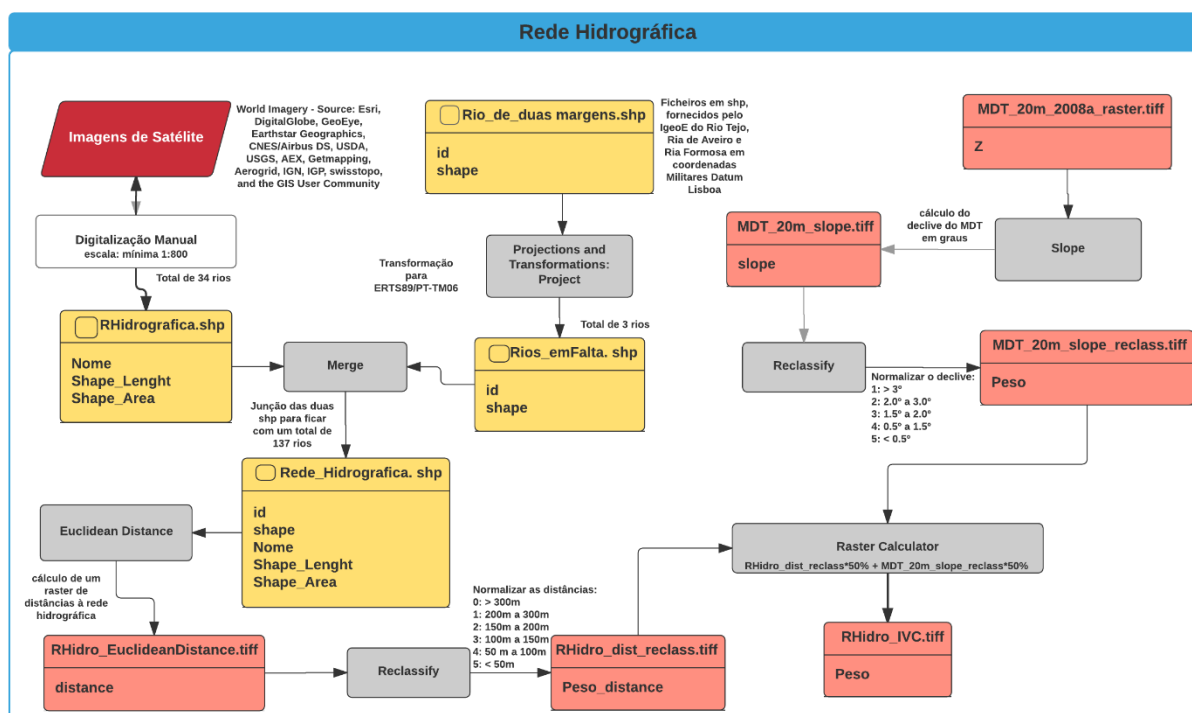 Rede Hidrográfica
Imagens de Satélite
World Imagery - Source: Esri,
DigitalGlobe, GeoEye,
Earthstar Geographics,
CNES/Airbus DS, USDA,
USGS, AEX, Getmapping,
Aerogrid, IGN, IGP, swisstopo,
and the GIS User Community
Digitalização Manual
escala: mínima 1:800
Total de 34 rios
RHidrografica.shp
Nome
Shape_Lenght
Shape_Area
Rio_de_duas margens.shp
id
shape
Ficheiros em shp,
fornecidos pelo
IgeoE do Rio Tejo,
Ria de Aveiro e
Ria Formosa em
coordenadas
Militares Datum
Lisboa
Projections and
Transformations:
Project
Transformação
para
ERTS89/PT-TM06
Total de 3 rios
Rios_emFalta. shp
id
shape
Merge
Junção das duas
shp para ficar
com um total de
137 rios
Rede_Hidrografica. shp
id
shape
Nome
Shape_Lenght
Shape_Area
Euclidean Distance
cálculo de um
raster de
distâncias à rede
hidrográfica
RHidro_EuclideanDistance.tiff
distance
Reclassify
Normalizar as distâncias:
0: > 300m
1: 200m a 300m
2: 150m a 200m
3: 100m a 150m
4: 50 m a 100m
5: < 50m
RHidro_dist_reclass.tiff
Peso_distance
MDT_20m_2008a_raster.tiff
Z
Slope
cálculo do
declive do MDT
em graus
MDT_20m_slope.tiff
slope
Reclassify
Normalizar o declive:
1: > 3º
2: 2.0º a 3.0º
3: 1.5º a 2.0º
4: 0.5º a 1.5º
5: < 0.5º
MDT_20m_slope_reclass.tiff
Peso
Raster Calculator
RHidro_dist_reclass*50% + MDT_20m_slope_reclass*50%
RHidro_IVC.tiff
Peso